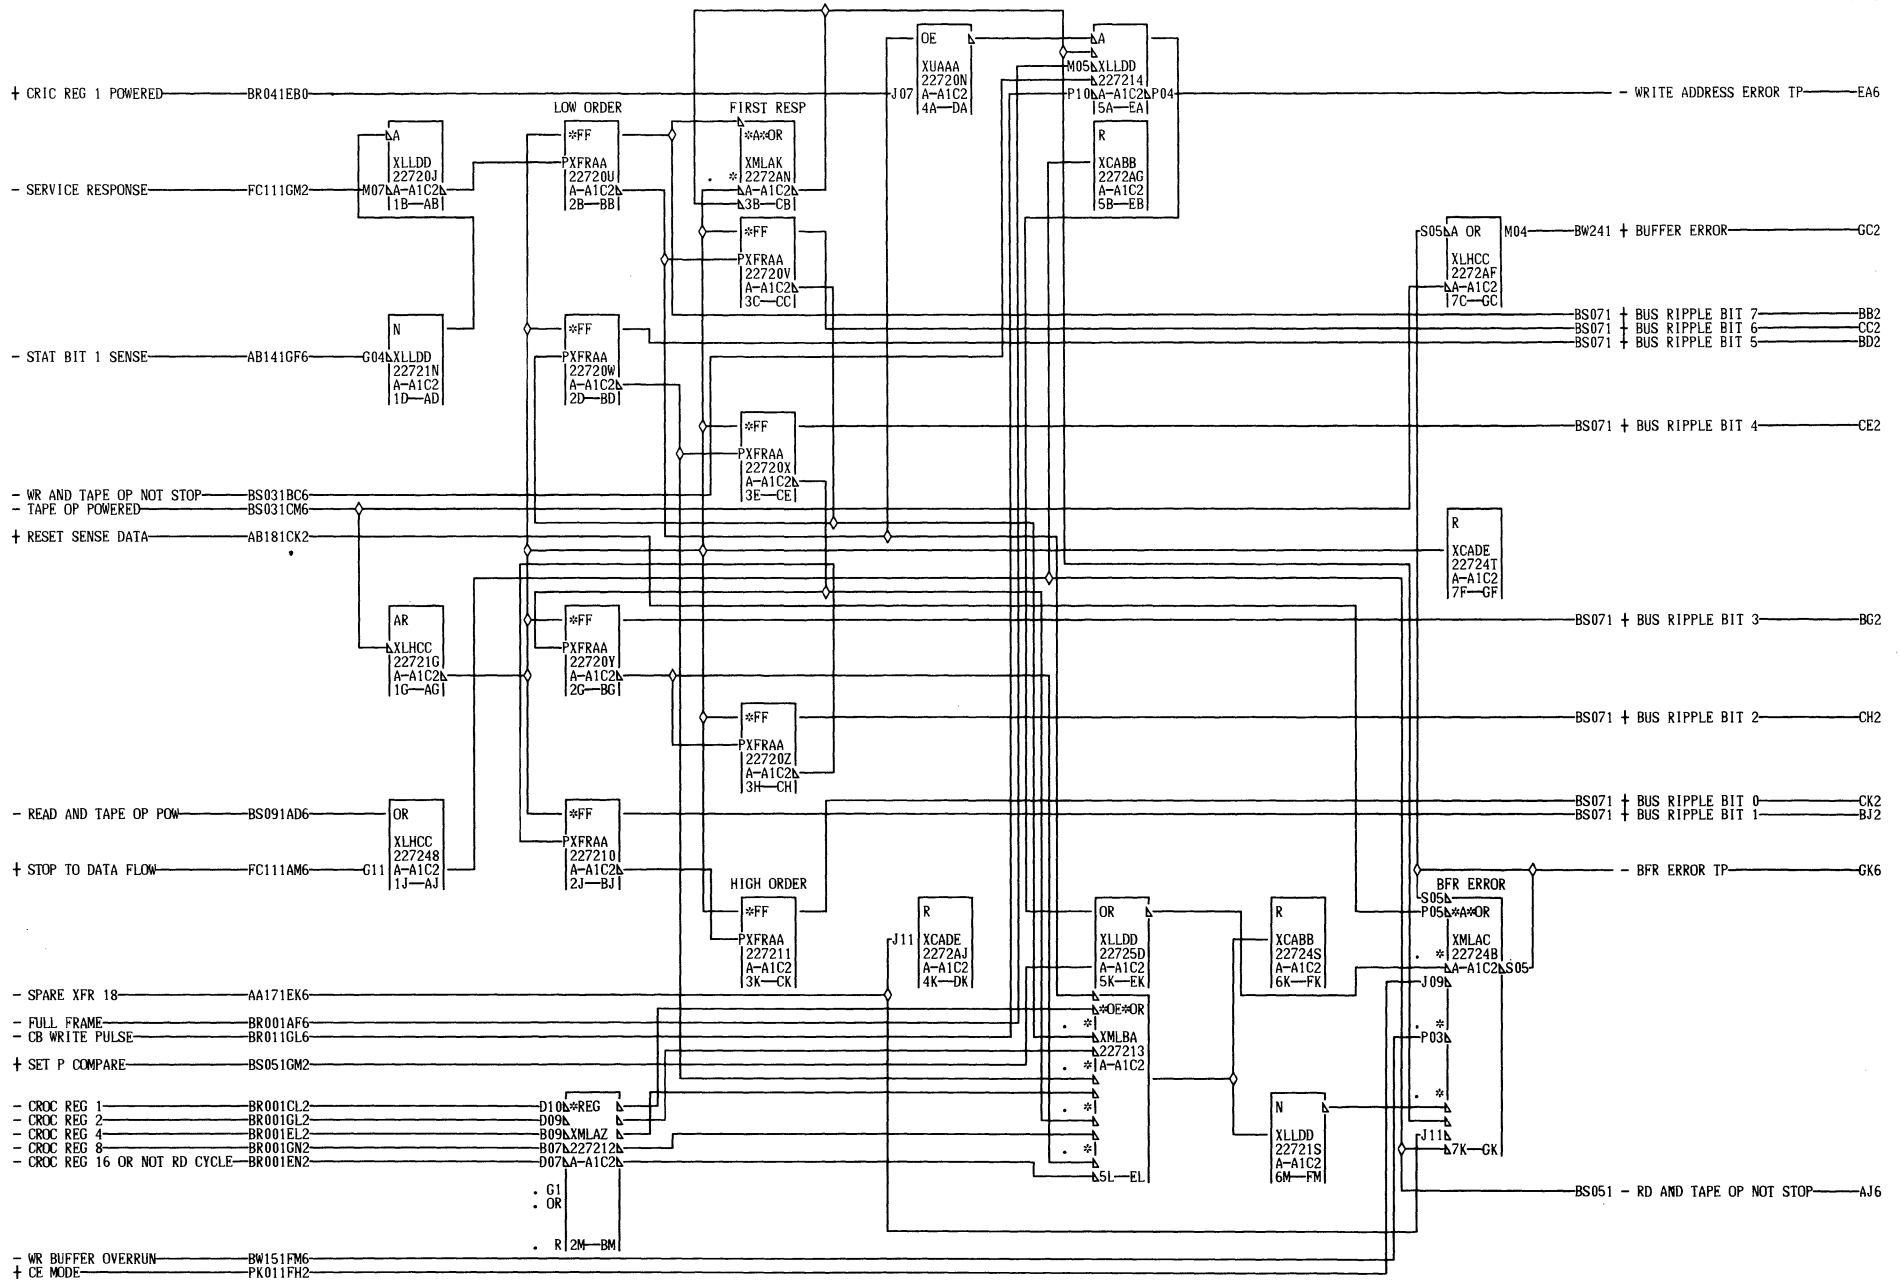 + CRIC REG 1 POWERED BR041EB0
- SERVICE RESPONSE FC111GM2
- STAT BIT 1 SENSE AB141GF6
- WR AND TAPE OP NOT STOP BS031BC6
- TAPE OP POWERED BS031CM6
+ RESET SENSE DATA AB181CK2
- READ AND TAPE OP POW BS091AD6
+ STOP TO DATA FLOW FC111AM6
- SPARE XFR 18 AA171EK6
- FULL FRAME BR001AF6
- CB WRITE PULSE BR011GL6
+ SET P COMPARE BS051GM2
- CROC REG 1 BR001CL2
- CROC REG 2 BR001GL2
- CROC REG 4 BR001EL2
- CROC REG 8 BR001GN2
- CROC REG 16 OR NOT RD CYCLE BR001EN2
- WR BUFFER OVERRUN BW151FM6
+ CE MODE PK011FH2
A
XLLDD
22720J
M07 A-A1C2
1B AB
N
G04 XLLDD
22721N
A-A1C2
1D AD
AR
XLHCC
22721G
A-A1C2
1G AG
OR
XLHCC
227248
G11 A-A1C2
1J AJ
LOW ORDER
*FF
PXFRAA
22720U
A-A1C2
2B BB
*FF
PXFRAA
22720W
A-A1C2
2D BD
*FF
PXFRAA
22720Y
A-A1C2
2G BG
*FF
PXFRAA
227210
A-A1C2
2J BJ
D10 *REG
D09
B09 XMLAZ
B07 227212
D07 A-A1C2
. G1
. OR
. R 2M BM
FIRST RESP
*A*OR
XMLAK
. * 2272AN
A-A1C2
3B CB
*FF
PXFRAA
22720V
A-A1C2
3C CC
*FF
PXFRAA
22720X
A-A1C2
3E CE
*FF
PXFRAA
22720Z
A-A1C2
3H CH
HIGH ORDER
*FF
PXFRAA
227211
A-A1C2
3K CK
OE
XUAAA
22720N
J07 A-A1C2
4A DA
R
J11 XCADE
2272AJ
A-A1C2
4K DK
A
M05 XLLDD
227214
P10 A-A1C2 P04
5A EA
R
XCABB
2272AG
A-A1C2
5B EB
OR
XLLDD
22725D
A-A1C2
5K EK
*OE*OR
. *
XMLBA
227213
. * A-A1C2
. *
. *
5L EL
R
XCABB
22724S
A-A1C2
6K FK
N
XLLDD
22721S
A-A1C2
6M FM
S05 A OR M04
XLHCC
2272AF
A-A1C2
7C GC
R
XCADE
22724T
A-A1C2
7F GF
BFR ERROR
S05
P05 *A*OR
XMLAC
. * 22724B
A-A1C2 S05
J09
. *
P03
. *
J11
7K GK
- WRITE ADDRESS ERROR TP EA6
BW241 + BUFFER ERROR GC2
BS071 + BUS RIPPLE BIT 7 BB2
BS071 + BUS RIPPLE BIT 6 CC2
BS071 + BUS RIPPLE BIT 5 BD2
BS071 + BUS RIPPLE BIT 4 CE2
BS071 + BUS RIPPLE BIT 3 BG2
BS071 + BUS RIPPLE BIT 2 CH2
BS071 + BUS RIPPLE BIT 0 CK2
BS071 + BUS RIPPLE BIT 1 BJ2
- BFR ERROR TP GK6
BS051 - RD AND TAPE OP NOT STOP AJ6